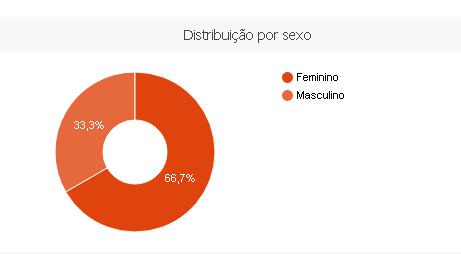 Distribuição por sexo
Feminino
Masculino
33,3%
66,7%